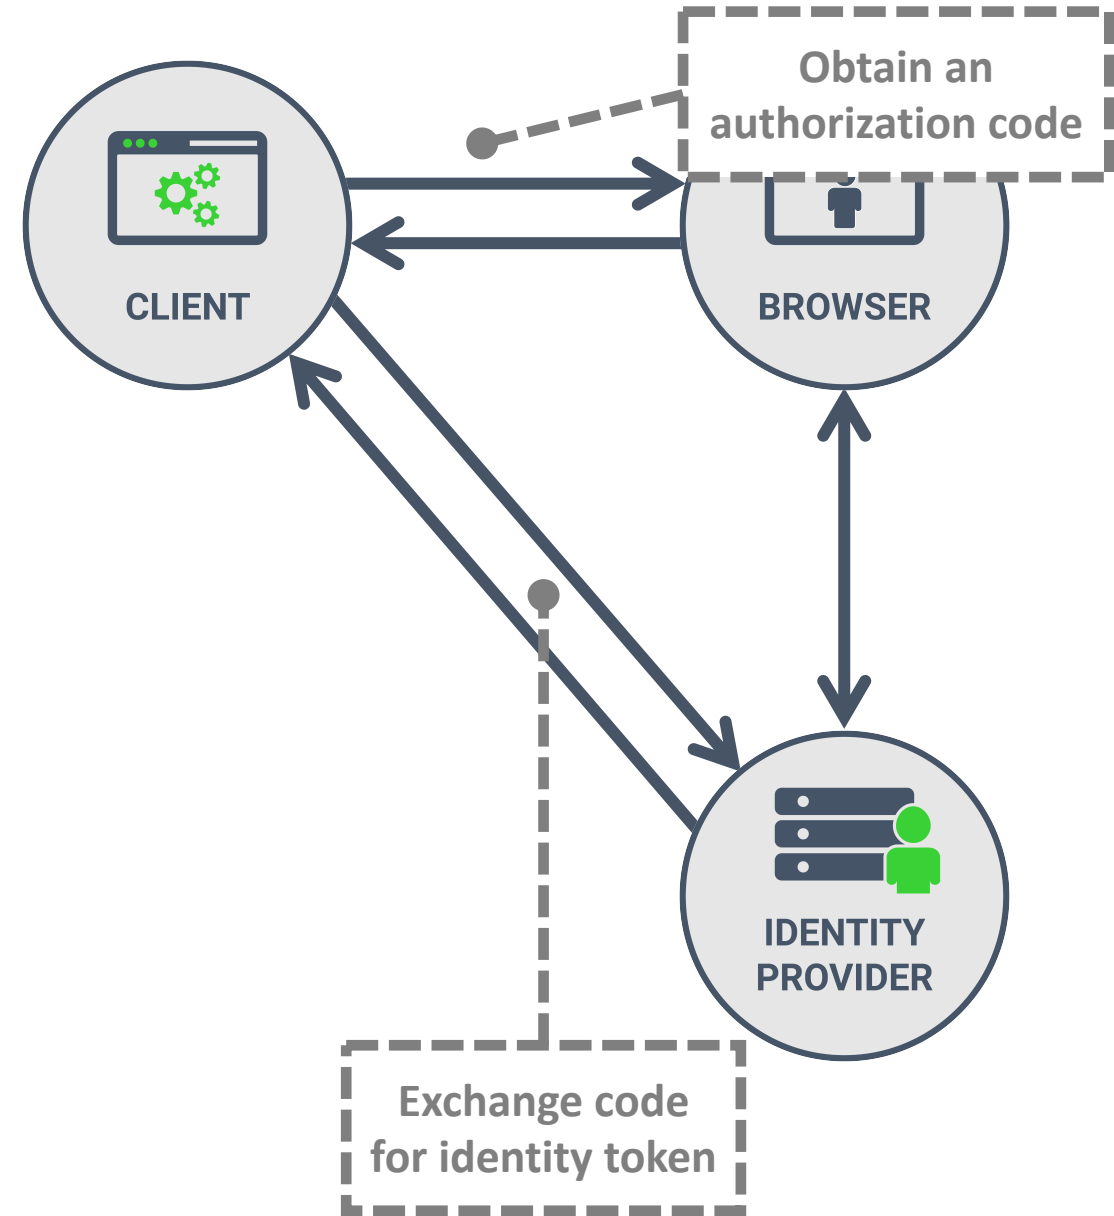 Obtain an
authorization code
CLIENT
BROWSER
IDENTITY
PROVIDER
Exchange code
for identity token